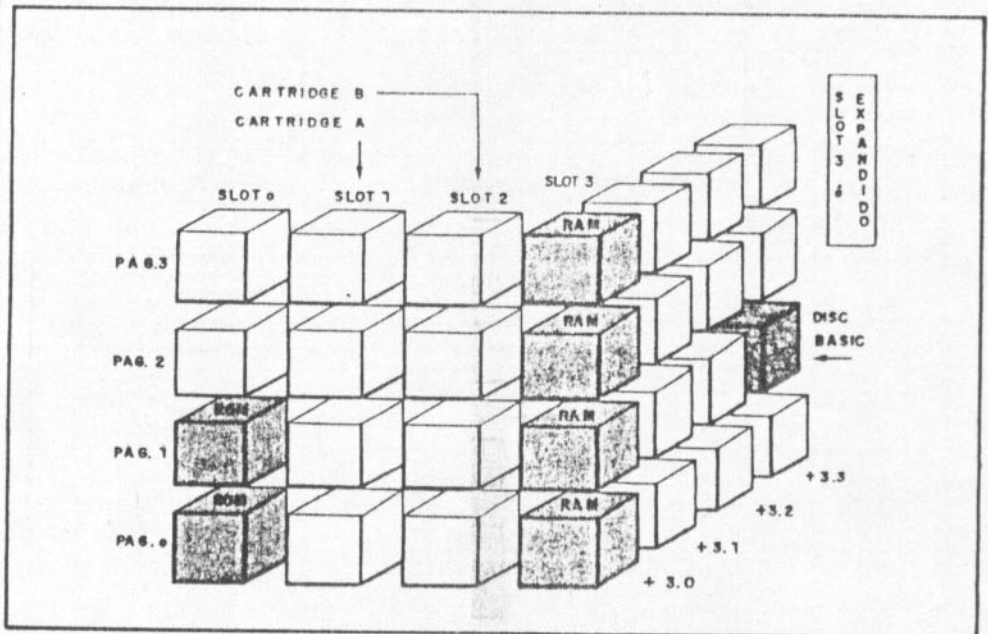 CARTRIDGE B
CARTRIDGE A
SLOT 3 é
EXPANDIDO
SLOT 0
SLOT 1
SLOT 2
SLOT 3
PAG.3
RAM
PAG. 2
RAM
DISC
BASIC
PAG. 1
ROM
RAM
PAG.0
ROM
RAM
+3.3
+3.2
+3.1
+ 3.0